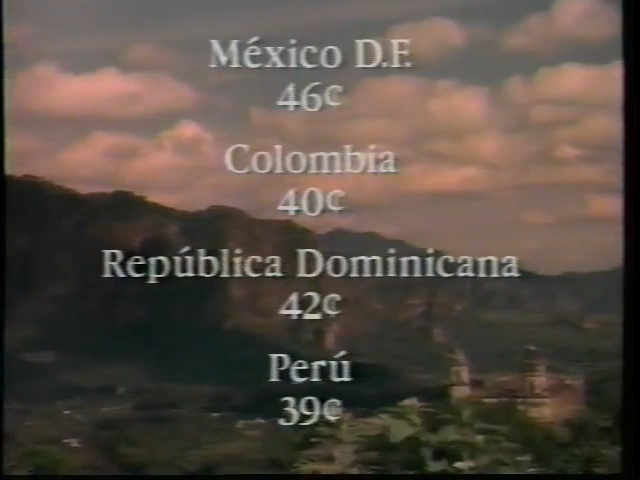 México D.F.
46¢
Colombia
40¢
República Dominicana
42¢
Perú
39¢